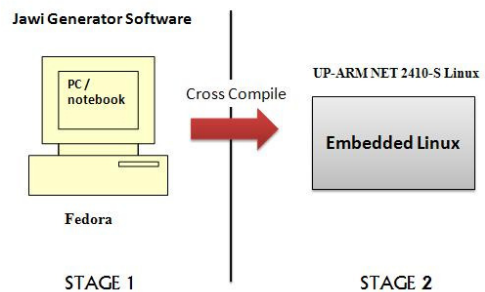 Jawi Generator Software
PC /
notebook
Fedora
STAGE 1
Cross Compile
UP-ARM NET 2410-S Linux
Embedded Linux
STAGE 2